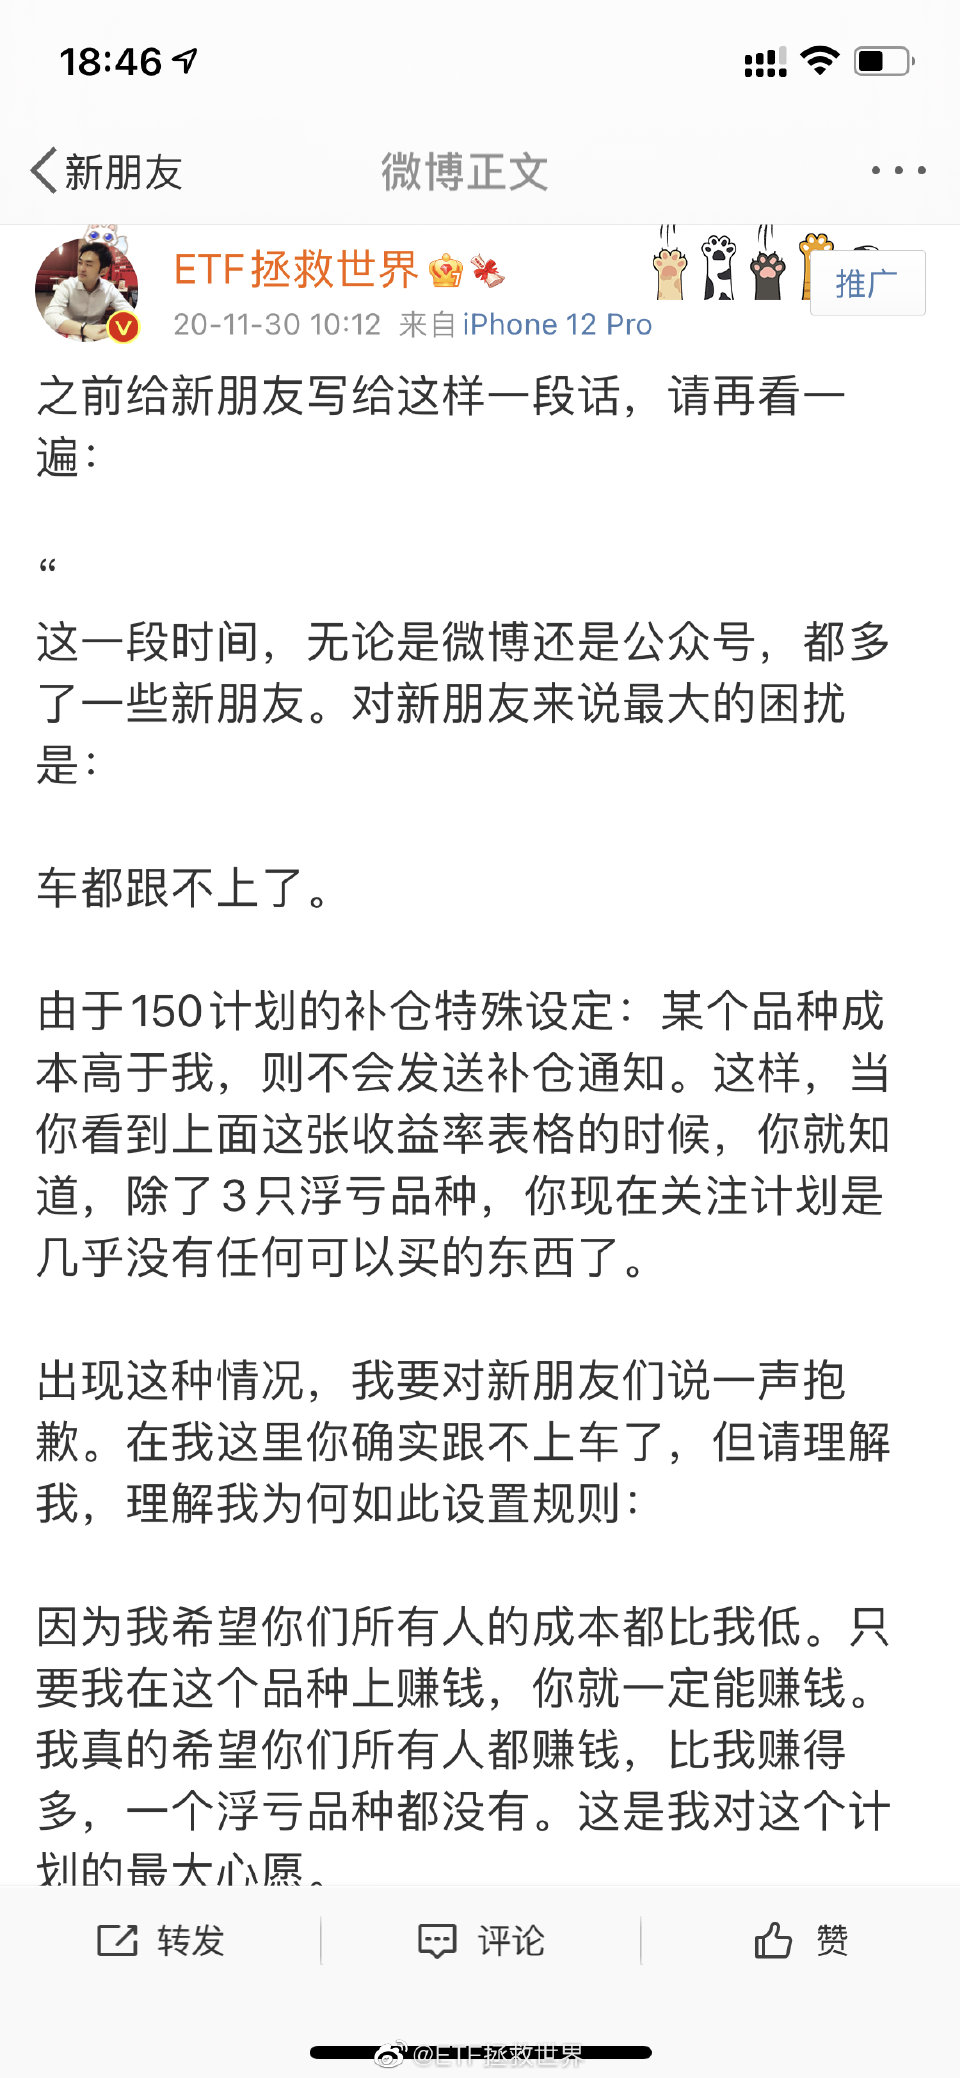 18:46
新朋友
微博正文
ETF拯救世界
推广
20-11-30 10:12 来自 iPhone 12 Pro
之前给新朋友写给这样一段话，请再看一
遍：
“
这一段时间，无论是微博还是公众号，都多
了一些新朋友。对新朋友来说最大的困扰
是：
车都跟不上了。
由于150计划的补仓特殊设定：某个品种成
本高于我，则不会发送补仓通知。这样，当
你看到上面这张收益率表格的时候，你就知
道，除了3只浮亏品种，你现在关注计划是
几乎没有任何可以买的东西了。
出现这种情况，我要对新朋友们说一声抱
歉。在我这里你确实跟不上车了，但请理解
我，理解我为何如此设置规则：
因为我希望你们所有人的成本都比我低。只
要我在这个品种上赚钱，你就一定能赚钱。
我真的希望你们所有人都赚钱，比我赚得
多，一个浮亏品种都没有。这是我对这个计
划的最大心愿。
转发
评论
赞
@ETF拯救世界